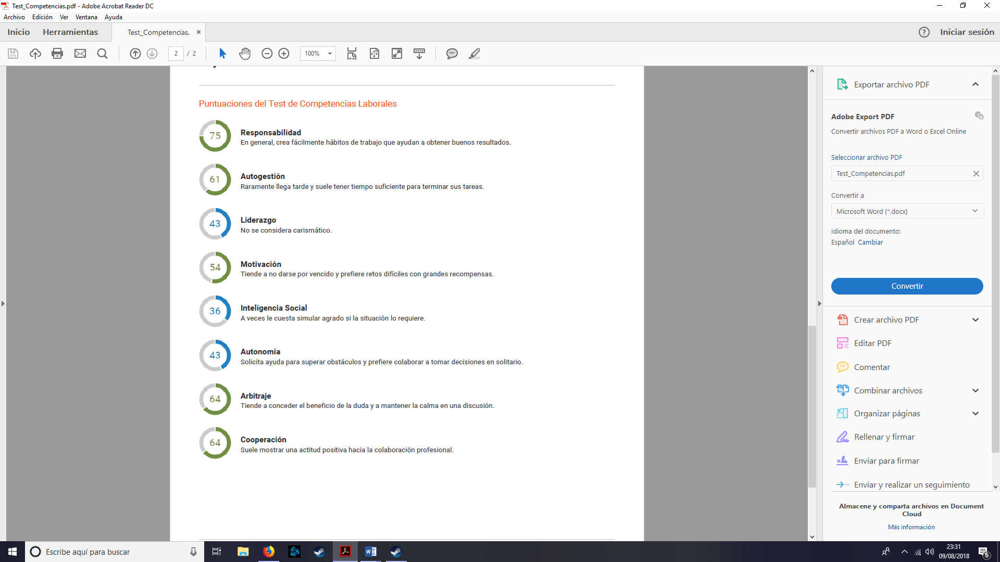 Test_Competencias.pdf - Adobe Acrobat Reader DC
Archivo Edición Ver Ventana Ayuda
Inicio Herramientas Test_Competencias. Iniciar sesión
2 / 2 100%
Puntuaciones del Test de Competencias Laborales
75 Responsabilidad
En general, crea fácilmente hábitos de trabajo que ayudan a obtener buenos resultados.
61 Autogestión
Raramente llega tarde y suele tener tiempo suficiente para terminar sus tareas.
43 Liderazgo
No se considera carismático.
54 Motivación
Tiende a no darse por vencido y prefiere retos difíciles con grandes recompensas.
36 Inteligencia Social
A veces le cuesta simular agrado si la situación lo requiere.
43 Autonomía
Solicita ayuda para superar obstáculos y prefiere colaborar a tomar decisiones en solitario.
64 Arbitraje
Tiende a conceder el beneficio de la duda y a mantener la calma en una discusión.
64 Cooperación
Suele mostrar una actitud positiva hacia la colaboración profesional.
Exportar archivo PDF
Adobe Export PDF
Convertir archivos PDF a Word o Excel Online
Seleccionar archivo PDF
Test_Competencias.pdf
Convertir a
Microsoft Word (*.docx)
Idioma del documento:
Español Cambiar
Convertir
Crear archivo PDF
Editar PDF
Comentar
Combinar archivos
Organizar páginas
Rellenar y firmar
Enviar para firmar
Enviar y realizar un seguimiento
Almacene y comparta archivos en Document
Cloud
Más información
Escribe aquí para buscar
23:31
09/08/2018
6